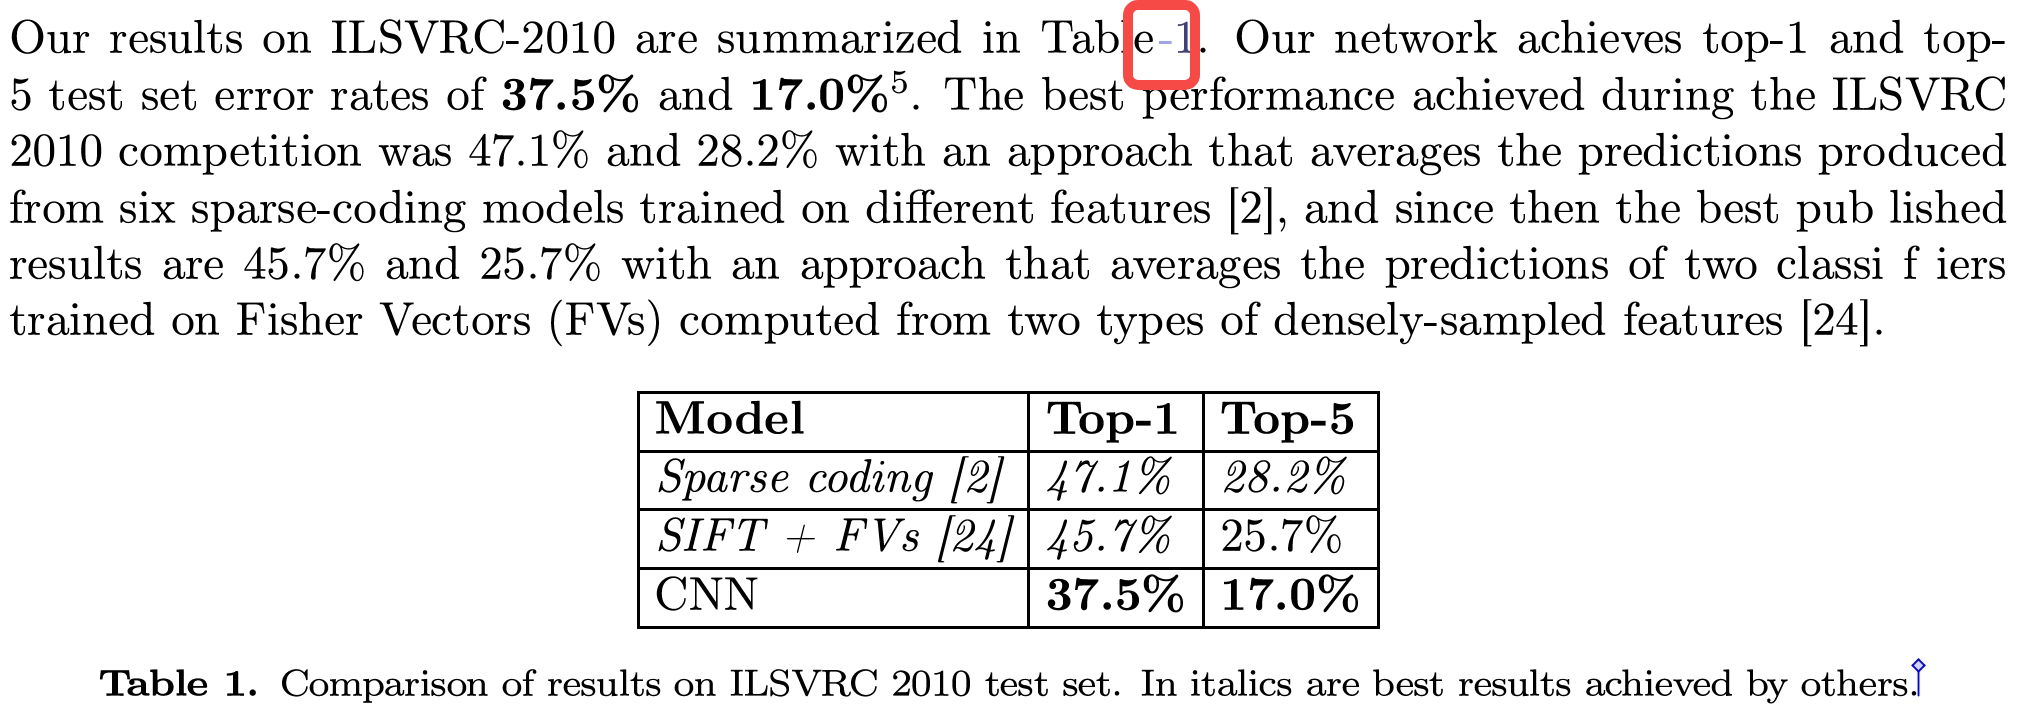 Our results on ILSVRC-2010 are summarized in Table-1. Our network achieves top-1 and top-
5 test set error rates of 37.5% and 17.0%⁵. The best performance achieved during the ILSVRC
2010 competition was 47.1% and 28.2% with an approach that averages the predictions produced
from six sparse-coding models trained on different features [2], and since then the best pub lished
results are 45.7% and 25.7% with an approach that averages the predictions of two classi f iers
trained on Fisher Vectors (FVs) computed from two types of densely-sampled features [24].
Model Top-1 Top-5
Sparse coding [2] 47.1% 28.2%
SIFT + FVs [24] 45.7% 25.7%
CNN 37.5% 17.0%
Table 1. Comparison of results on ILSVRC 2010 test set. In italics are best results achieved by others.